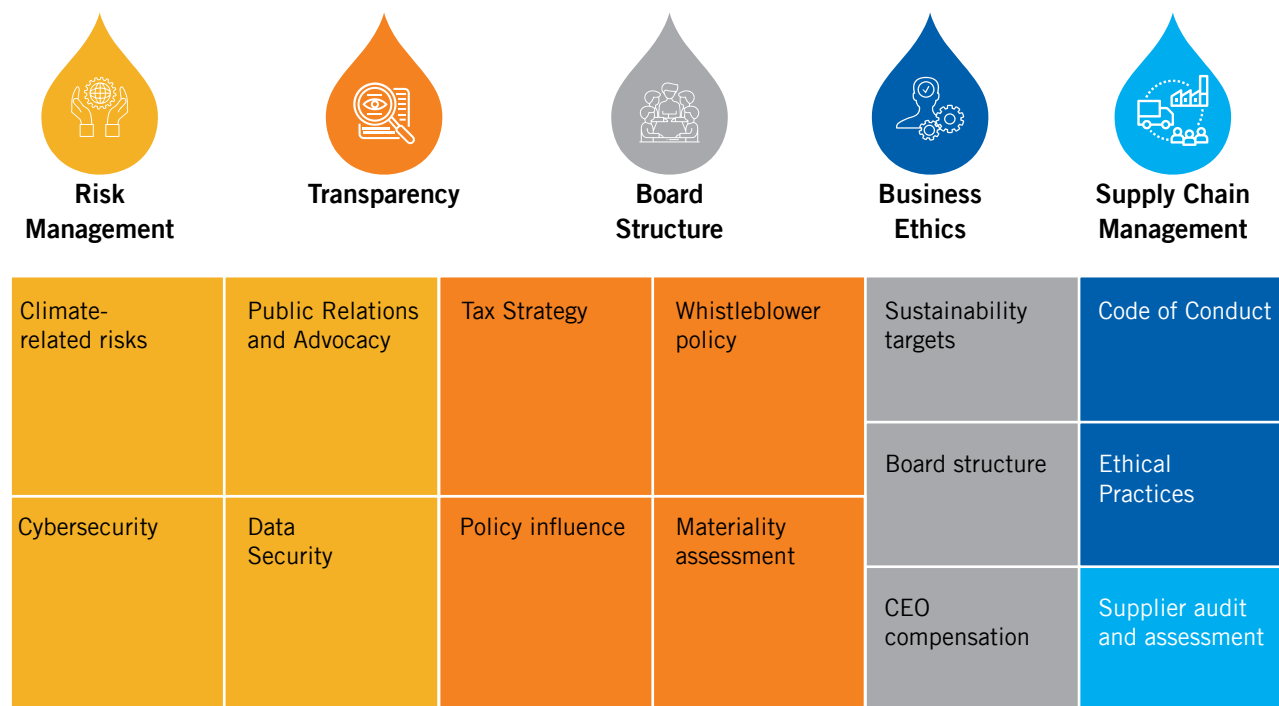 Risk
Management
Transparency
Board
Structure
Business
Ethics
Supply Chain
Management
Climate-
related risks
Public Relations
and Advocacy
Tax Strategy
Whistleblower
policy
Sustainability
targets
Code of Conduct
Board structure
Ethical
Practices
Cybersecurity
Data
Security
Policy influence
Materiality
assessment
CEO
compensation
Supplier audit
and assessment